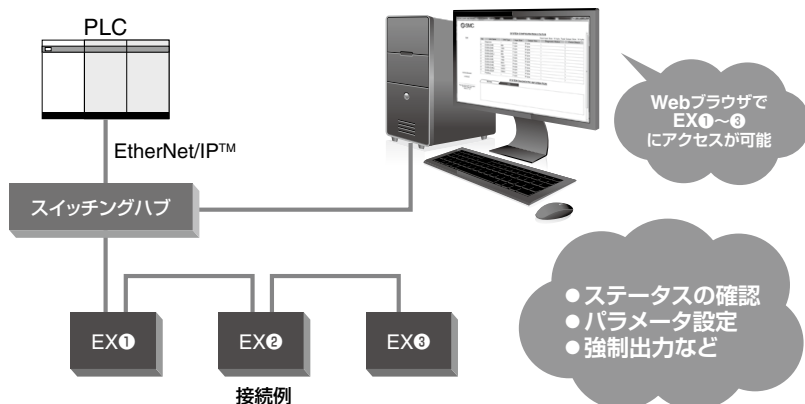 PLC
SMC
EtherNet/IP™
Webブラウザで
EX❶～❸
にアクセスが可能
スイッチングハブ
●ステータスの確認
●パラメータ設定
●強制出力など
EX❶
EX❷
EX❸
接続例